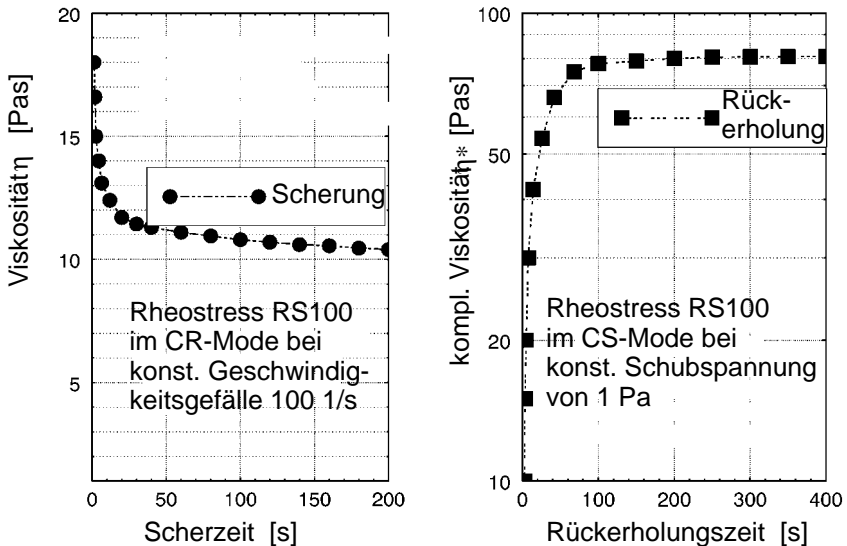 20
15
10
5
Viskosität η [Pas]
Scherung
Rheostress RS100
im CR-Mode bei
konst. Geschwindig-
keitsgefälle 100 1/s
0 50 100 150 200
Scherzeit [s]
100
50
20
10
kompl. Viskosität η* [Pas]
Rück-
erholung
Rheostress RS100
im CS-Mode bei
konst. Schubspannung
von 1 Pa
0 100 200 300 400
Rückerholungszeit [s]